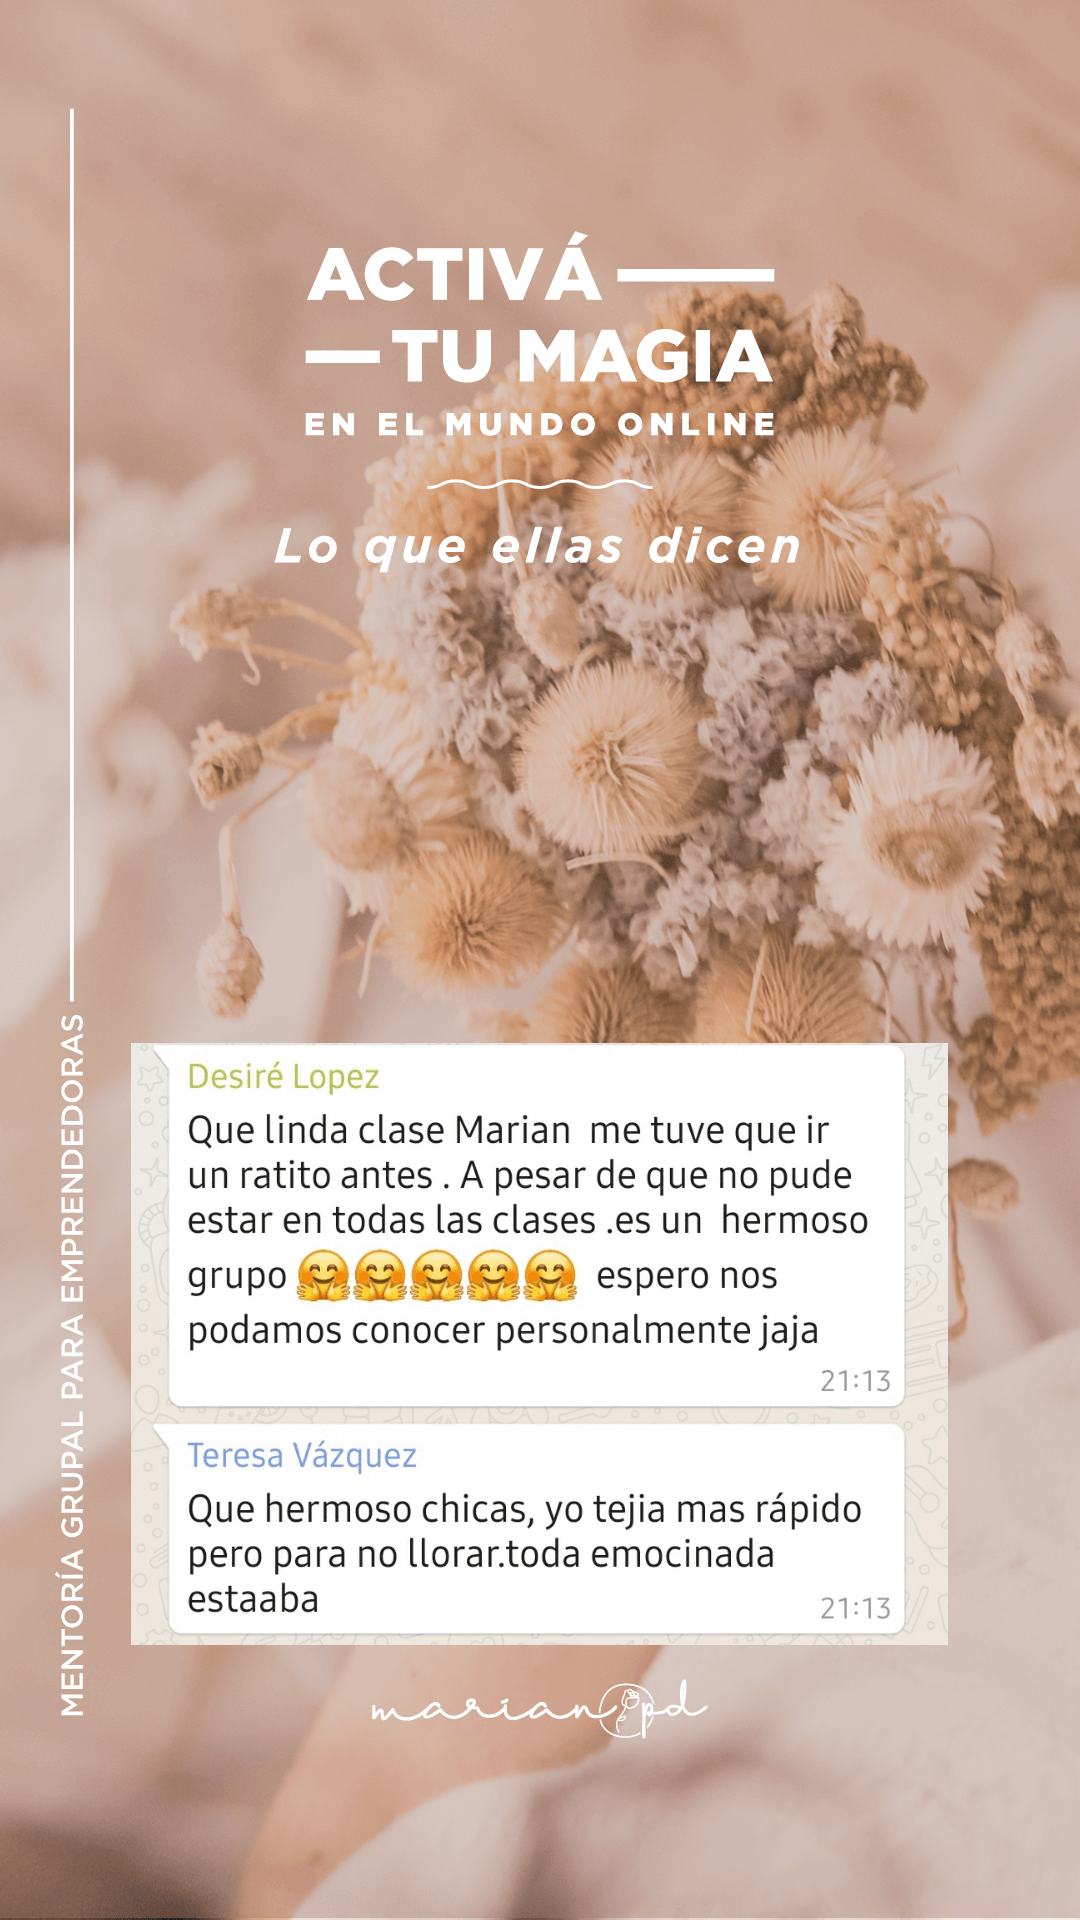 ACTIVÁ
TU MAGIA
EN EL MUNDO ONLINE
Lo que ellas dicen
MENTORÍA GRUPAL PARA EMPRENDEDORAS
Desiré Lopez
Que linda clase Marian  me tuve que ir
un ratito antes . A pesar de que no pude
estar en todas las clases .es un  hermoso
grupo 🤗🤗🤗🤗🤗  espero nos
podamos conocer personalmente jaja
21:13
Teresa Vázquez
Que hermoso chicas, yo tejia mas rápido
pero para no llorar.toda emocinada
estaaba
21:13
marian pd